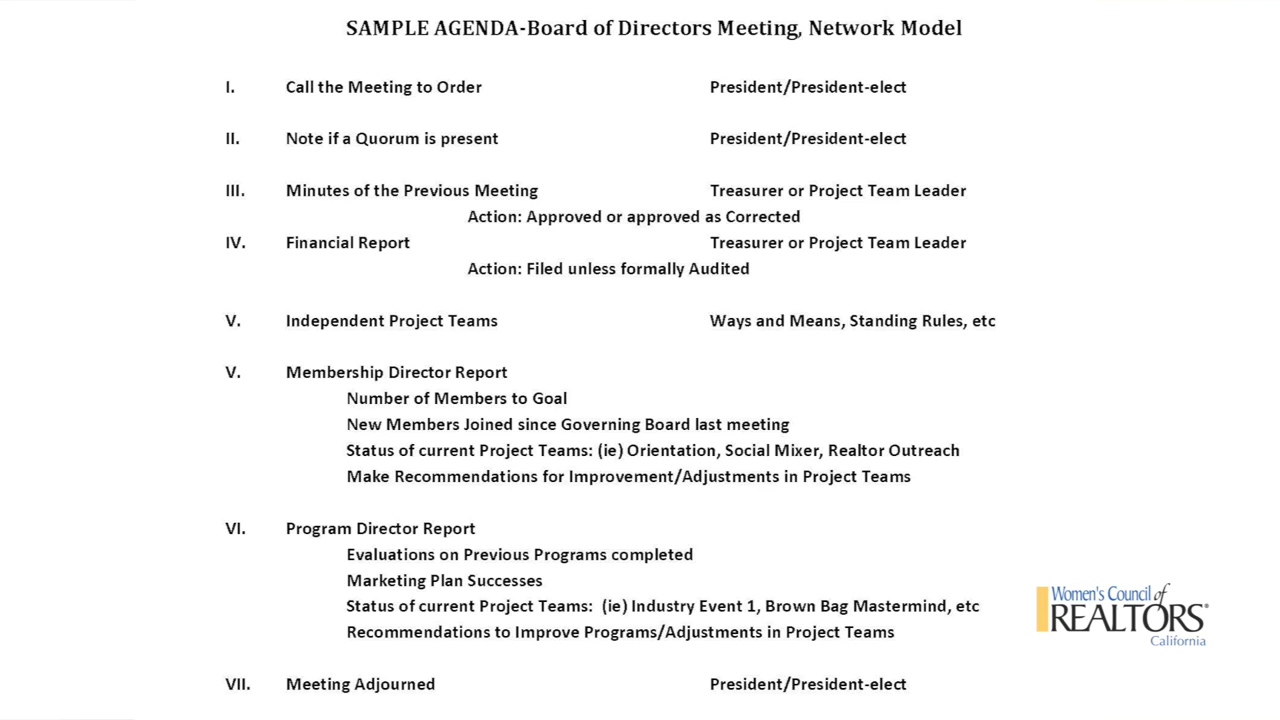 SAMPLE AGENDA-Board of Directors Meeting, Network Model
I. Call the Meeting to Order President/President-elect
II. Note if a Quorum is present President/President-elect
III. Minutes of the Previous Meeting Treasurer or Project Team Leader
Action: Approved or approved as Corrected
IV. Financial Report Treasurer or Project Team Leader
Action: Filed unless formally Audited
V. Independent Project Teams Ways and Means, Standing Rules, etc
V. Membership Director Report
Number of Members to Goal
New Members Joined since Governing Board last meeting
Status of current Project Teams: (ie) Orientation, Social Mixer, Realtor Outreach
Make Recommendations for Improvement/Adjustments in Project Teams
VI. Program Director Report
Evaluations on Previous Programs completed
Marketing Plan Successes
Status of current Project Teams: (ie) Industry Event 1, Brown Bag Mastermind, etc
Recommendations to Improve Programs/Adjustments in Project Teams
VII. Meeting Adjourned President/President-elect
Women's Council of
REALTORS®
California